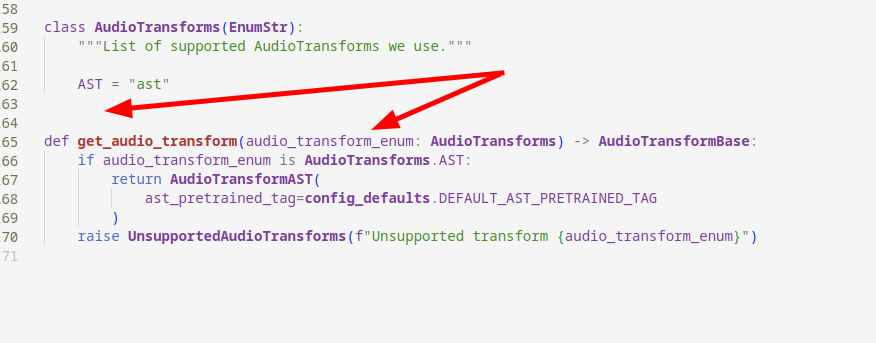 58
59 class AudioTransforms(EnumStr):
60     """List of supported AudioTransforms we use."""
61
62     AST = "ast"
63
64
65 def get_audio_transform(audio_transform_enum: AudioTransforms) -> AudioTransformBase:
66     if audio_transform_enum is AudioTransforms.AST:
67         return AudioTransformAST(
68             ast_pretrained_tag=config_defaults.DEFAULT_AST_PRETRAINED_TAG
69         )
70     raise UnsupportedAudioTransforms(f"Unsupported transform {audio_transform_enum}")
71